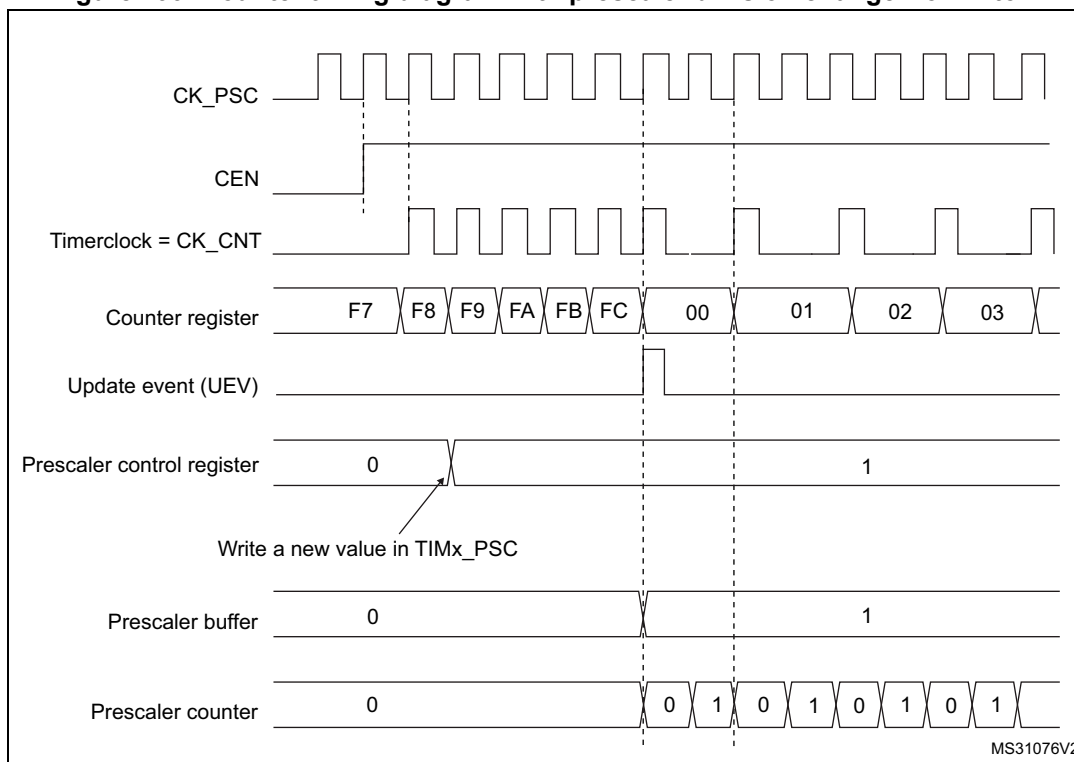 CK_PSC
CEN
Timerclock = CK_CNT
Counter register F7 F8 F9 FA FB FC 00 01 02 03
Update event (UEV)
Prescaler control register 0 1
Write a new value in TIMx_PSC
Prescaler buffer 0 1
Prescaler counter 0 0 1 0 1 0 1 0 1
MS31076V2